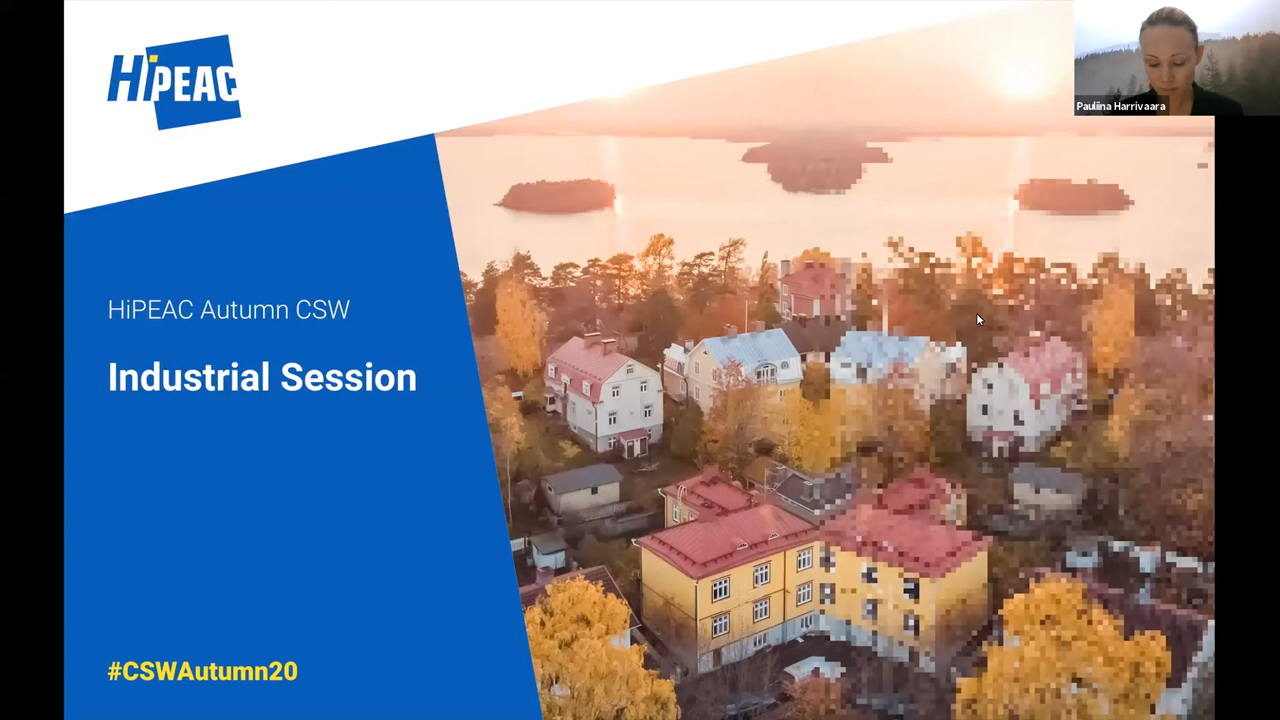 HiPEAC
Pauliina Harrivaara
HiPEAC Autumn CSW
Industrial Session
#CSWAutumn20